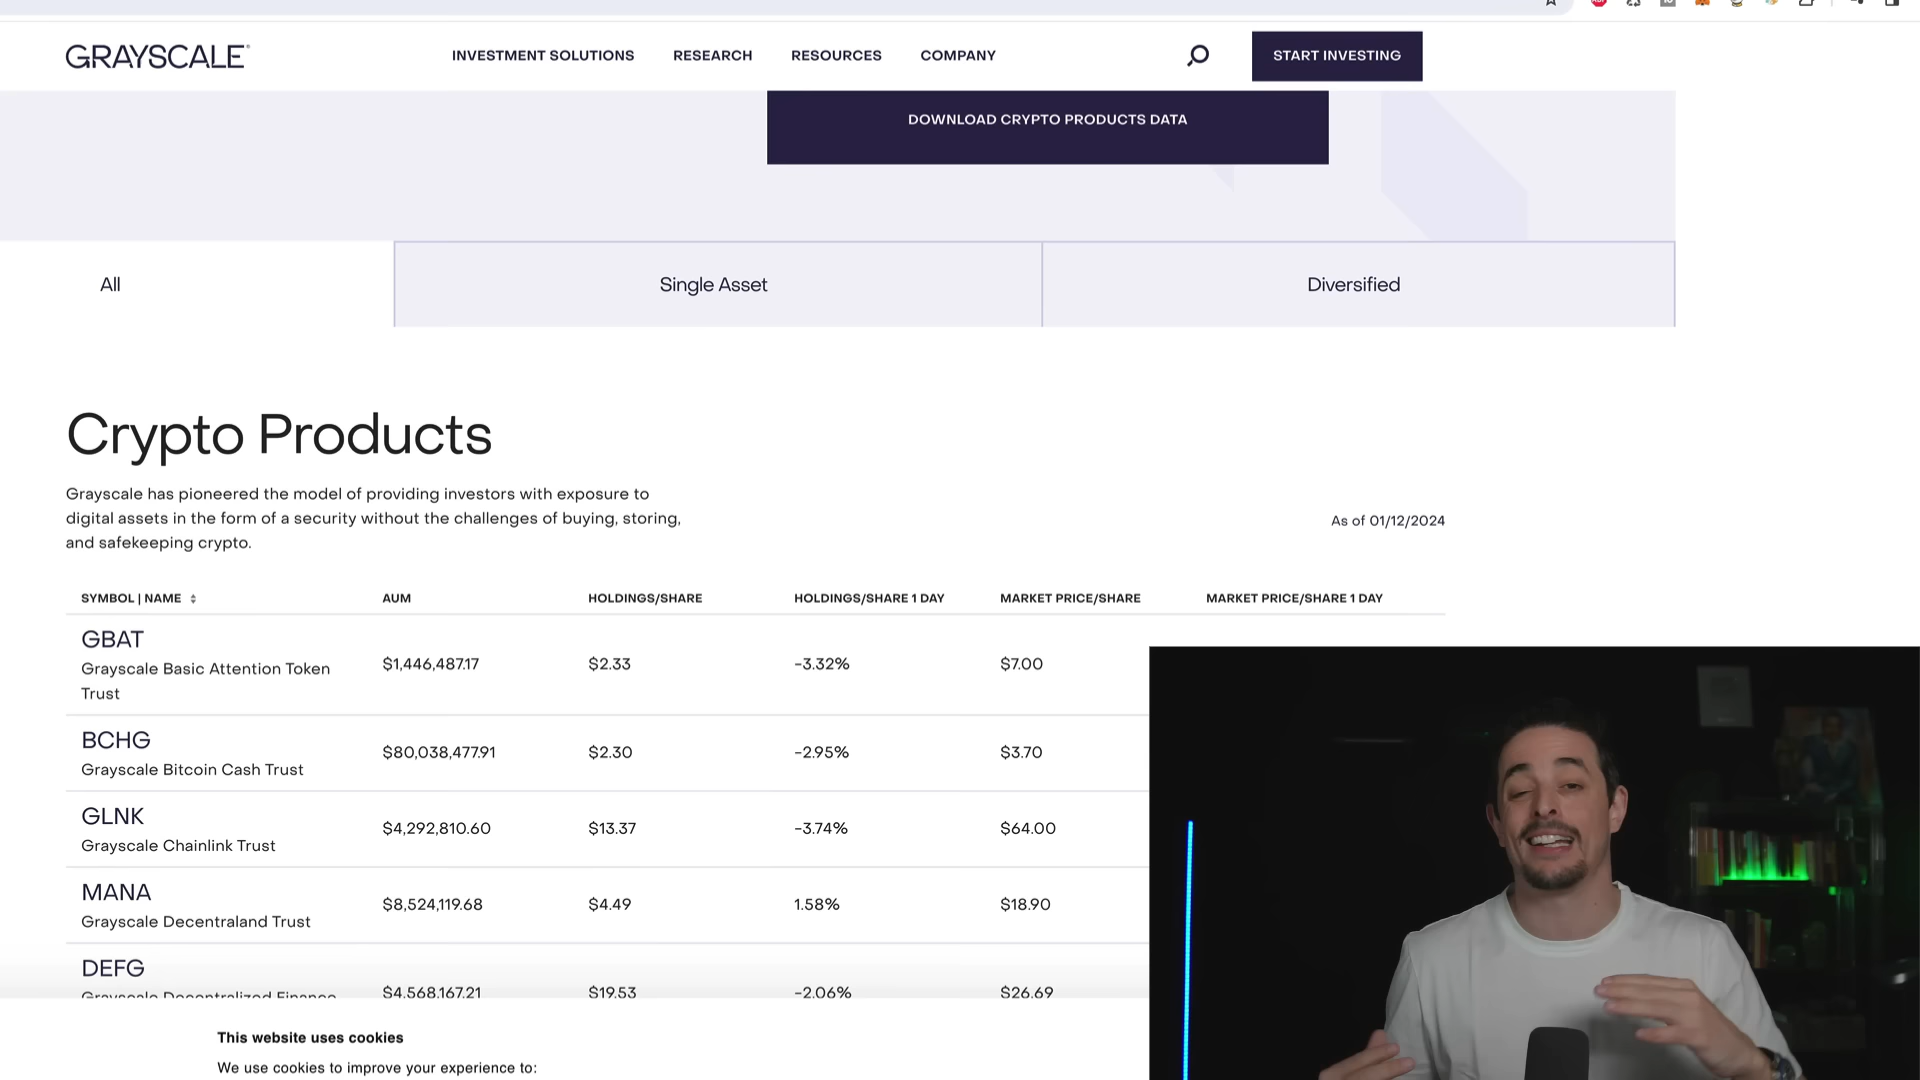 GRAYSCALE
INVESTMENT SOLUTIONS RESEARCH RESOURCES COMPANY START INVESTING
DOWNLOAD CRYPTO PRODUCTS DATA
All Single Asset Diversified
Crypto Products
Grayscale has pioneered the model of providing investors with exposure to
digital assets in the form of a security without the challenges of buying, storing,
and safekeeping crypto.
As of 01/12/2024
SYMBOL | NAME AUM HOLDINGS/SHARE HOLDINGS/SHARE 1 DAY MARKET PRICE/SHARE MARKET PRICE/SHARE 1 DAY
GBAT
Grayscale Basic Attention Token
Trust
$1,446,487.17 $2.33 -3.32% $7.00
BCHG
Grayscale Bitcoin Cash Trust
$80,038,477.91 $2.30 -2.95% $3.70
GLNK
Grayscale Chainlink Trust
$4,292,810.60 $13.37 -3.74% $64.00
MANA
Grayscale Decentraland Trust
$8,524,119.68 $4.49 1.58% $18.90
DEFG
Grayscale Decentralized Finance
$4,568,167.21 $19.53 -2.06% $26.69
This website uses cookies
We use cookies to improve your experience to: